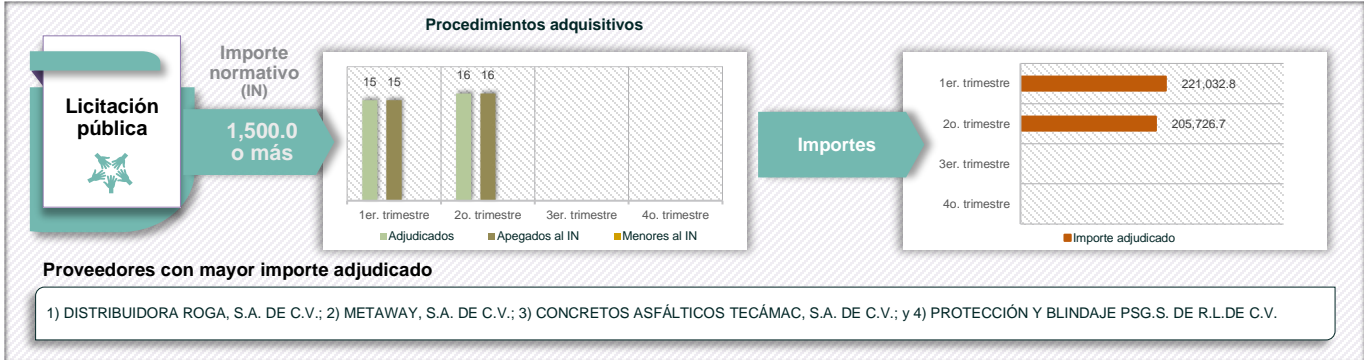 Procedimientos adquisitivos
Licitación
pública
Importe
normativo
(IN)
1,500.0
o más
15 15
16 16
1er. trimestre 2o. trimestre 3er. trimestre 4o. trimestre
Adjudicados Apegados al IN Menores al IN
Importes
1er. trimestre 221,032.8
2o. trimestre 205,726.7
3er. trimestre
4o. trimestre
Importe adjudicado
Proveedores con mayor importe adjudicado
1) DISTRIBUIDORA ROGA, S.A. DE C.V.; 2) METAWAY, S.A. DE C.V.; 3) CONCRETOS ASFÁLTICOS TECÁMAC, S.A. DE C.V.; y 4) PROTECCIÓN Y BLINDAJE PSG.S. DE R.L.DE C.V.